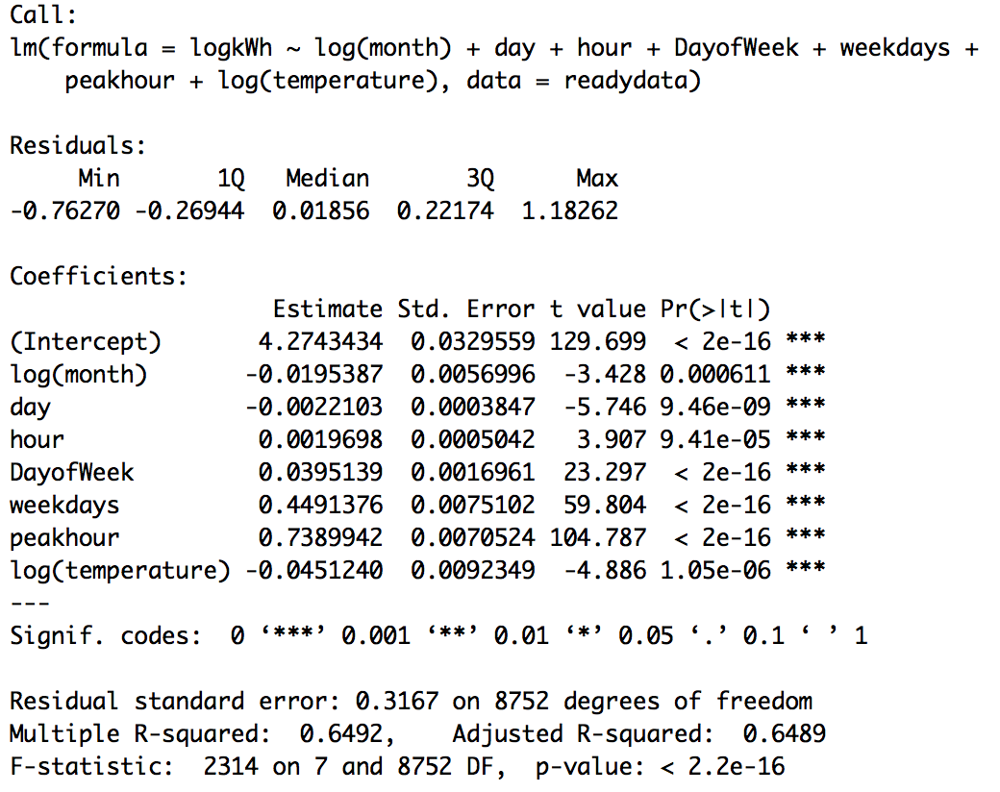 Call:
lm(formula = logkWh ~ log(month) + day + hour + DayofWeek + weekdays +
    peakhour + log(temperature), data = readydata)

Residuals:
     Min       1Q   Median       3Q      Max
-0.76270 -0.26944  0.01856  0.22174  1.18262

Coefficients:
                   Estimate Std. Error t value Pr(>|t|)
(Intercept)       4.2743434  0.0329559 129.699  < 2e-16 ***
log(month)       -0.0195387  0.0056996  -3.428 0.000611 ***
day              -0.0022103  0.0003847  -5.746 9.46e-09 ***
hour              0.0019698  0.0005042   3.907 9.41e-05 ***
DayofWeek         0.0395139  0.0016961  23.297  < 2e-16 ***
weekdays          0.4491376  0.0075102  59.804  < 2e-16 ***
peakhour          0.7389942  0.0070524 104.787  < 2e-16 ***
log(temperature) -0.0451240  0.0092349  -4.886 1.05e-06 ***
---
Signif. codes:  0 ‘***’ 0.001 ‘**’ 0.01 ‘*’ 0.05 ‘.’ 0.1 ‘ ’ 1

Residual standard error: 0.3167 on 8752 degrees of freedom
Multiple R-squared:  0.6492,    Adjusted R-squared:  0.6489
F-statistic:  2314 on 7 and 8752 DF,  p-value: < 2.2e-16